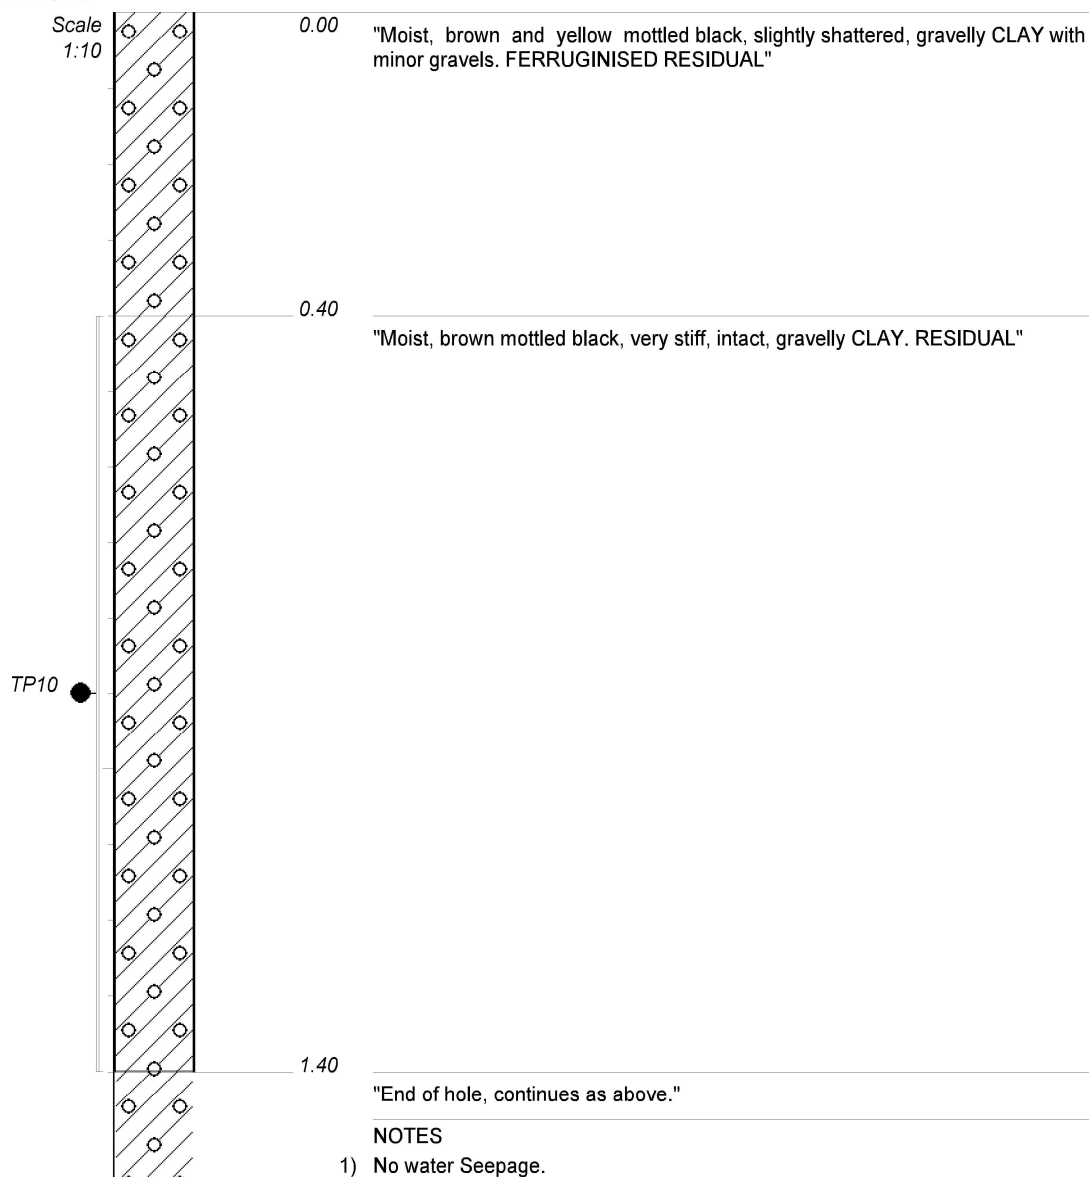 Scale
1:10
0.00
"Moist, brown and yellow mottled black, slightly shattered, gravelly CLAY with
minor gravels. FERRUGINISED RESIDUAL"
0.40
"Moist, brown mottled black, very stiff, intact, gravelly CLAY. RESIDUAL"
TP10
1.40
"End of hole, continues as above."
NOTES
1) No water Seepage.